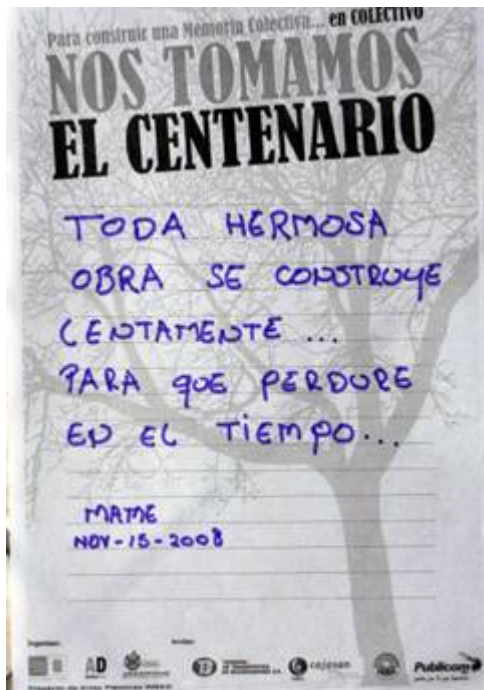 Para construir una Memoria Colectiva... en COLECTIVO
NOS TOMAMOS
EL CENTENARIO
TODA HERMOSA
OBRA SE CONSTRUYE
LENTAMENTE ...
PARA QUE PERDURE
EN EL TIEMPO...
MAME
NOV-15-2008
AD
cajasan
Publicom